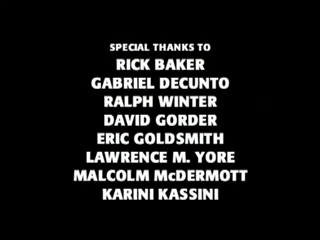 SPECIAL THANKS TO
RICK BAKER
GABRIEL DECUNTO
RALPH WINTER
DAVID GORDER
ERIC GOLDSMITH
LAWRENCE M. YORE
MALCOLM McDERMOTT
KARINI KASSINI